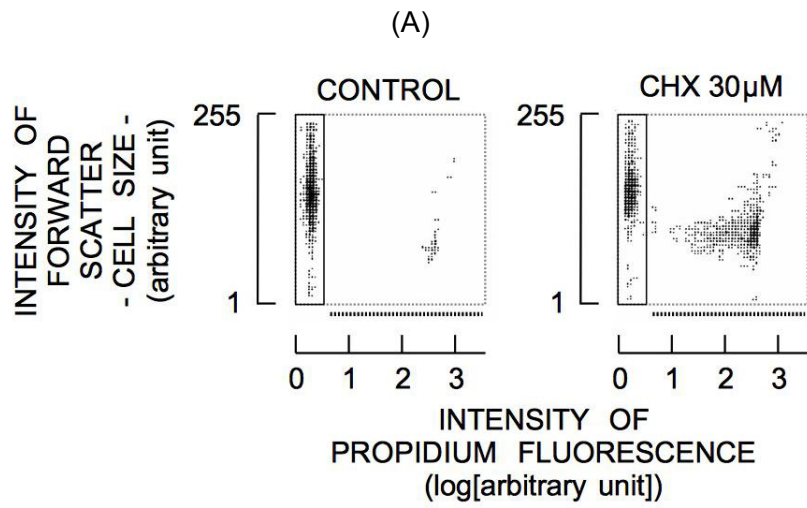 (A)
CONTROL
CHX 30μM
INTENSITY OF
FORWARD
SCATTER
- CELL SIZE -
(arbitrary unit)
255
1
255
1
0 1 2 3
0 1 2 3
INTENSITY OF
PROPIDIUM FLUORESCENCE
(log[arbitrary unit])